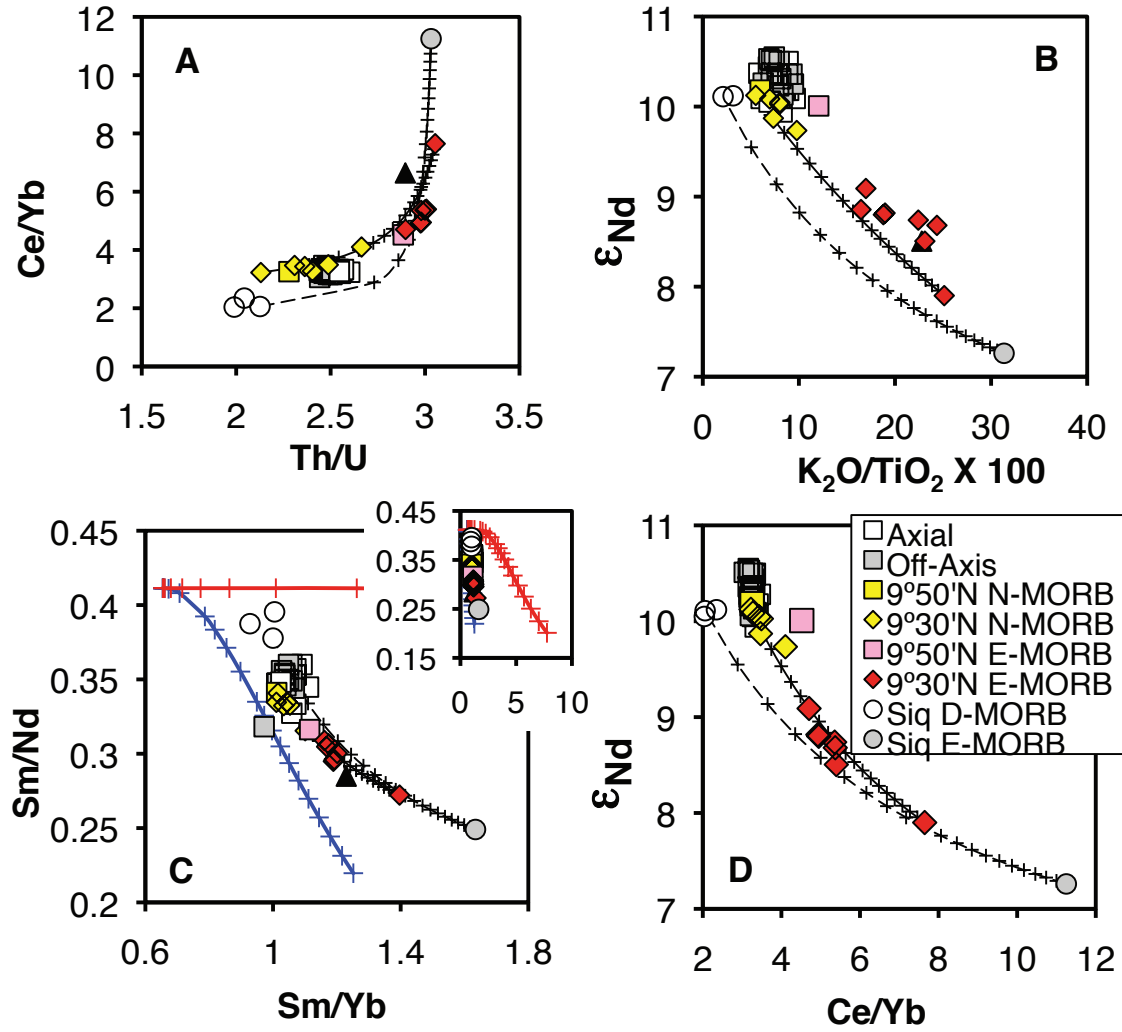 12
10
8
6
4
2
0
A
Ce/Yb
1.5 2 2.5 3 3.5
Th/U
11
10
9
8
7
B
εNd
0 10 20 30 40
K2O/TiO2 X 100
0.45
0.4
0.35
0.3
0.25
0.2
C
Sm/Nd
0.6 1 1.4 1.8
Sm/Yb
0.45
0.35
0.25
0.15
0 5 10
11
10
9
8
7
D
εNd
2 4 6 8 10 12
Ce/Yb
Axial
Off-Axis
9º50'N N-MORB
9º30'N N-MORB
9º50'N E-MORB
9º30'N E-MORB
Siq D-MORB
Siq E-MORB